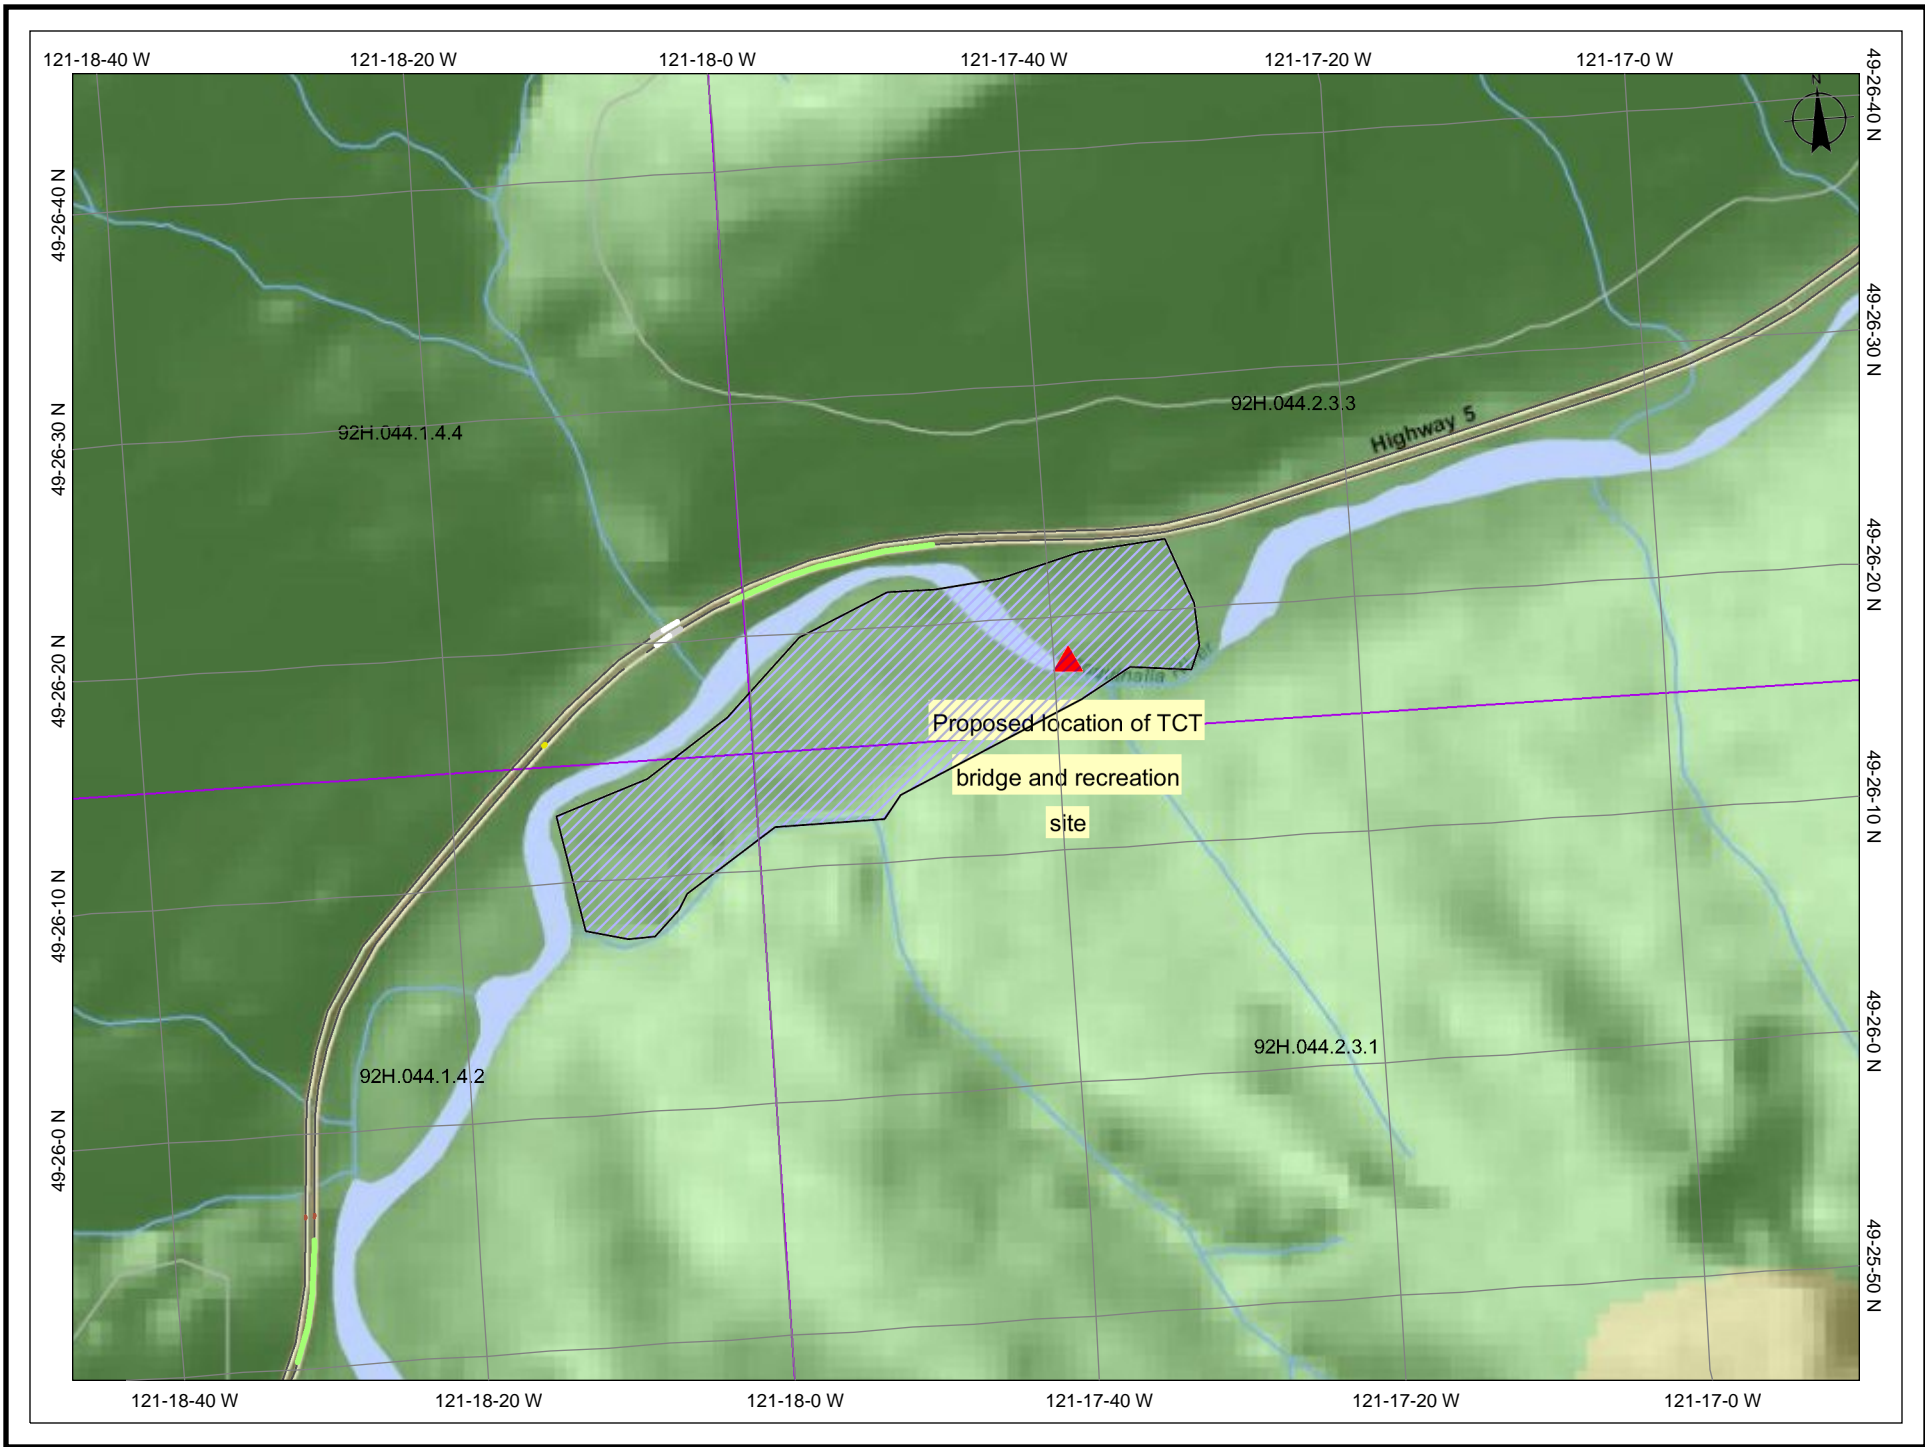 121-18-40 W 121-18-20 W 121-18-0 W 121-17-40 W 121-17-20 W 121-17-0 W
49-26-40 N
N
49-26-40 N
49-26-30 N
92H.044.2.3.3
Highway 5
92H.044.1.4.4
49-26-30 N
49-26-20 N
49-26-20 N
Proposed location of TCT
bridge and recreation
site
49-26-10 N
49-26-10 N
92H.044.2.3.1
49-26-0 N
92H.044.1.4.2
49-26-0 N
49-25-50 N
121-18-40 W 121-18-20 W 121-18-0 W 121-17-40 W 121-17-20 W 121-17-0 W